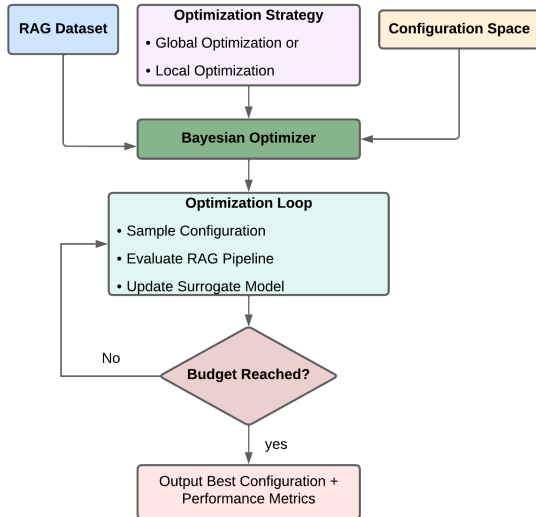 RAG Dataset
Optimization Strategy
• Global Optimization or
• Local Optimization
Configuration Space
Bayesian Optimizer
Optimization Loop
• Sample Configuration
• Evaluate RAG Pipeline
• Update Surrogate Model
No
Budget Reached?
yes
Output Best Configuration +
Performance Metrics